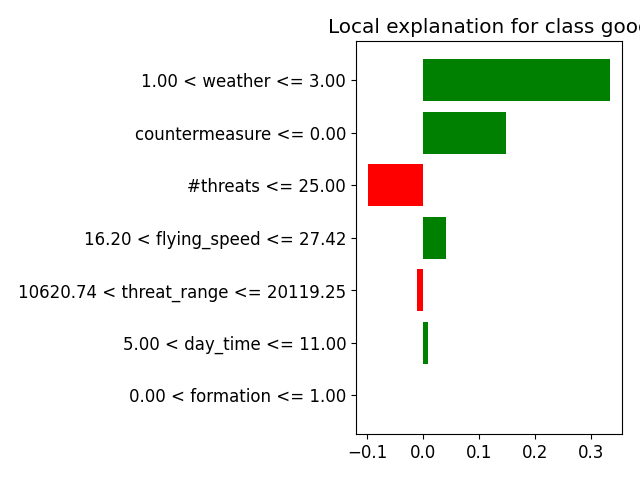 Local explanation for class good
1.00 < weather <= 3.00
countermeasure <= 0.00
#threats <= 25.00
16.20 < flying_speed <= 27.42
10620.74 < threat_range <= 20119.25
5.00 < day_time <= 11.00
0.00 < formation <= 1.00
−0.1 0.0 0.1 0.2 0.3